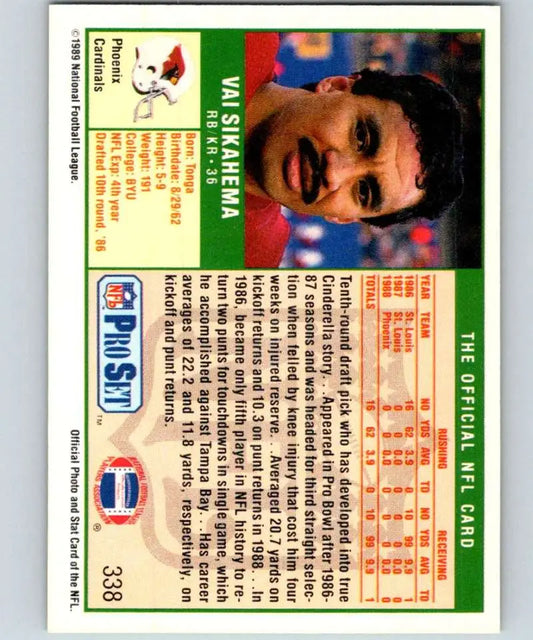 THE OFFICIAL NFL CARD
VAI SIKAHEMA
RB/KR • 36
Phoenix
Cardinals
Born: Tonga
Birthdate: 8/29/62
Height: 5-9
Weight: 191
College: BYU
NFL Exp: 4th year
Drafted 10th round, '86
RUSHING RECEIVING
YEAR TEAM NO YDS AVG TD NO YDS AVG TD
1986 St. Louis 16 62 3.9 0 10 99 9.9 1
1987 St. Louis 0 0 0.0 0 0 0 0.0 0
1988 Phoenix 0 0 0.0 0 0 0 0.0 0
TOTALS 16 62 3.9 0 10 99 9.9 1
Tenth-round draft pick who has developed into true
Cinderella story. . Appeared in Pro Bowl after 1986-
87 seasons and was headed for third straight selec-
tion when felled by knee injury that cost him four
weeks on injured reserve. . . Averaged 20.7 yards on
kickoff returns and 10.3 on punt returns in 1988. . . In
1986, became only fifth player in NFL history to re-
turn two punts for touchdowns in single game, which
he accomplished against Tampa Bay. . . Has career
averages of 22.2 and 11.8 yards, respectively, on
kickoff and punt returns.
NFL PRO SET ™
NATIONAL FOOTBALL LEAGUE
PLAYERS ASSOCIATION ®
338
© 1989 National Football League.
Official Photo and Stat Card of the NFL.